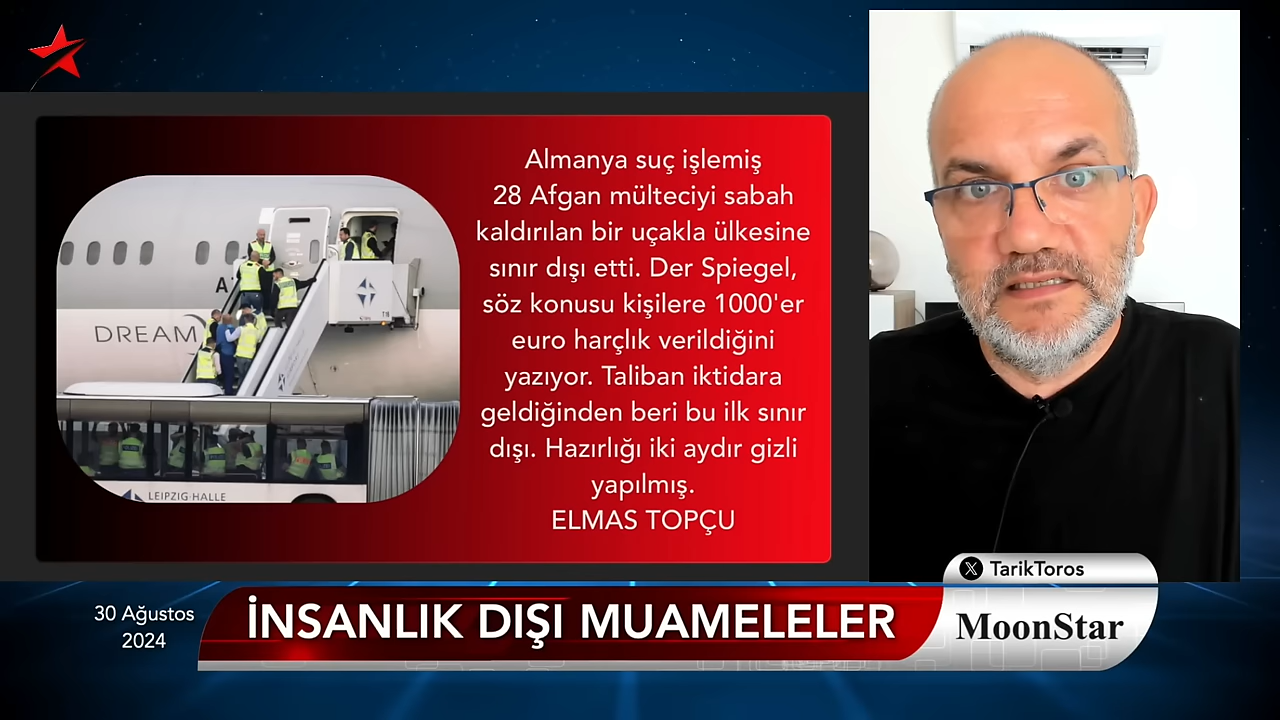 Almanya suç işlemiş
28 Afgan mülteciyi sabah
kaldırılan bir uçakla ülkesine
sınır dışı etti. Der Spiegel,
söz konusu kişilere 1000'er
euro harçlık verildiğini
yazıyor. Taliban iktidara
geldiğinden beri bu ilk sınır
dışı. Hazırlığı iki aydır gizli
yapılmış.
ELMAS TOPÇU
DREAM
LEIPZIG-HALLE
TarikToros
30 Ağustos
2024
İNSANLIK DIŞI MUAMELELER
MoonStar